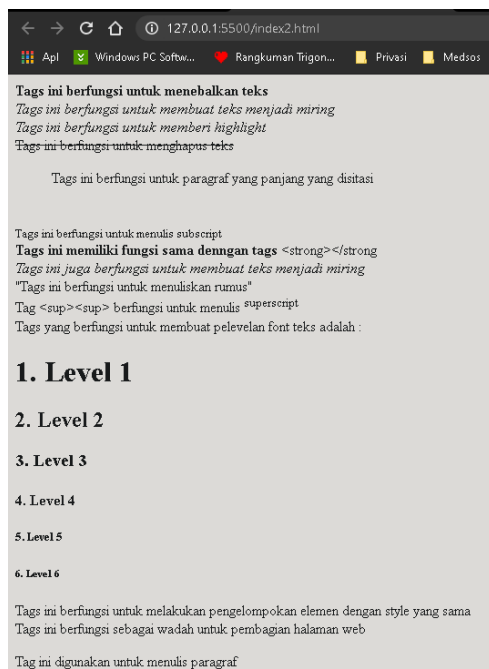 127.0.0.1:5500/index2.html
Apl Windows PC Softw... Rangkuman Trigon... Privasi Medsos
Tags ini berfungsi untuk menebalkan teks
Tags ini berfungsi untuk membuat teks menjadi miring
Tags ini berfungsi untuk memberi highlight
Tags ini berfungsi untuk menghapus teks
Tags ini berfungsi untuk paragraf yang panjang yang disitasi
Tags ini berfungsi untuk menulis subscript
Tags ini memiliki fungsi sama denngan tags <strong></strong
Tags ini juga berfungsi untuk membuat teks menjadi miring
"Tags ini berfungsi untuk menuliskan rumus"
Tag <sup><sup> berfungsi untuk menulis superscript
Tags yang berfungsi untuk membuat pelevelan font teks adalah :
1. Level 1
2. Level 2
3. Level 3
4. Level 4
5. Level 5
6. Level 6
Tags ini berfungsi untuk melakukan pengelompokan elemen dengan style yang sama
Tags ini berfungsi sebagai wadah untuk pembagian halaman web
Tag ini digunakan untuk menulis paragraf